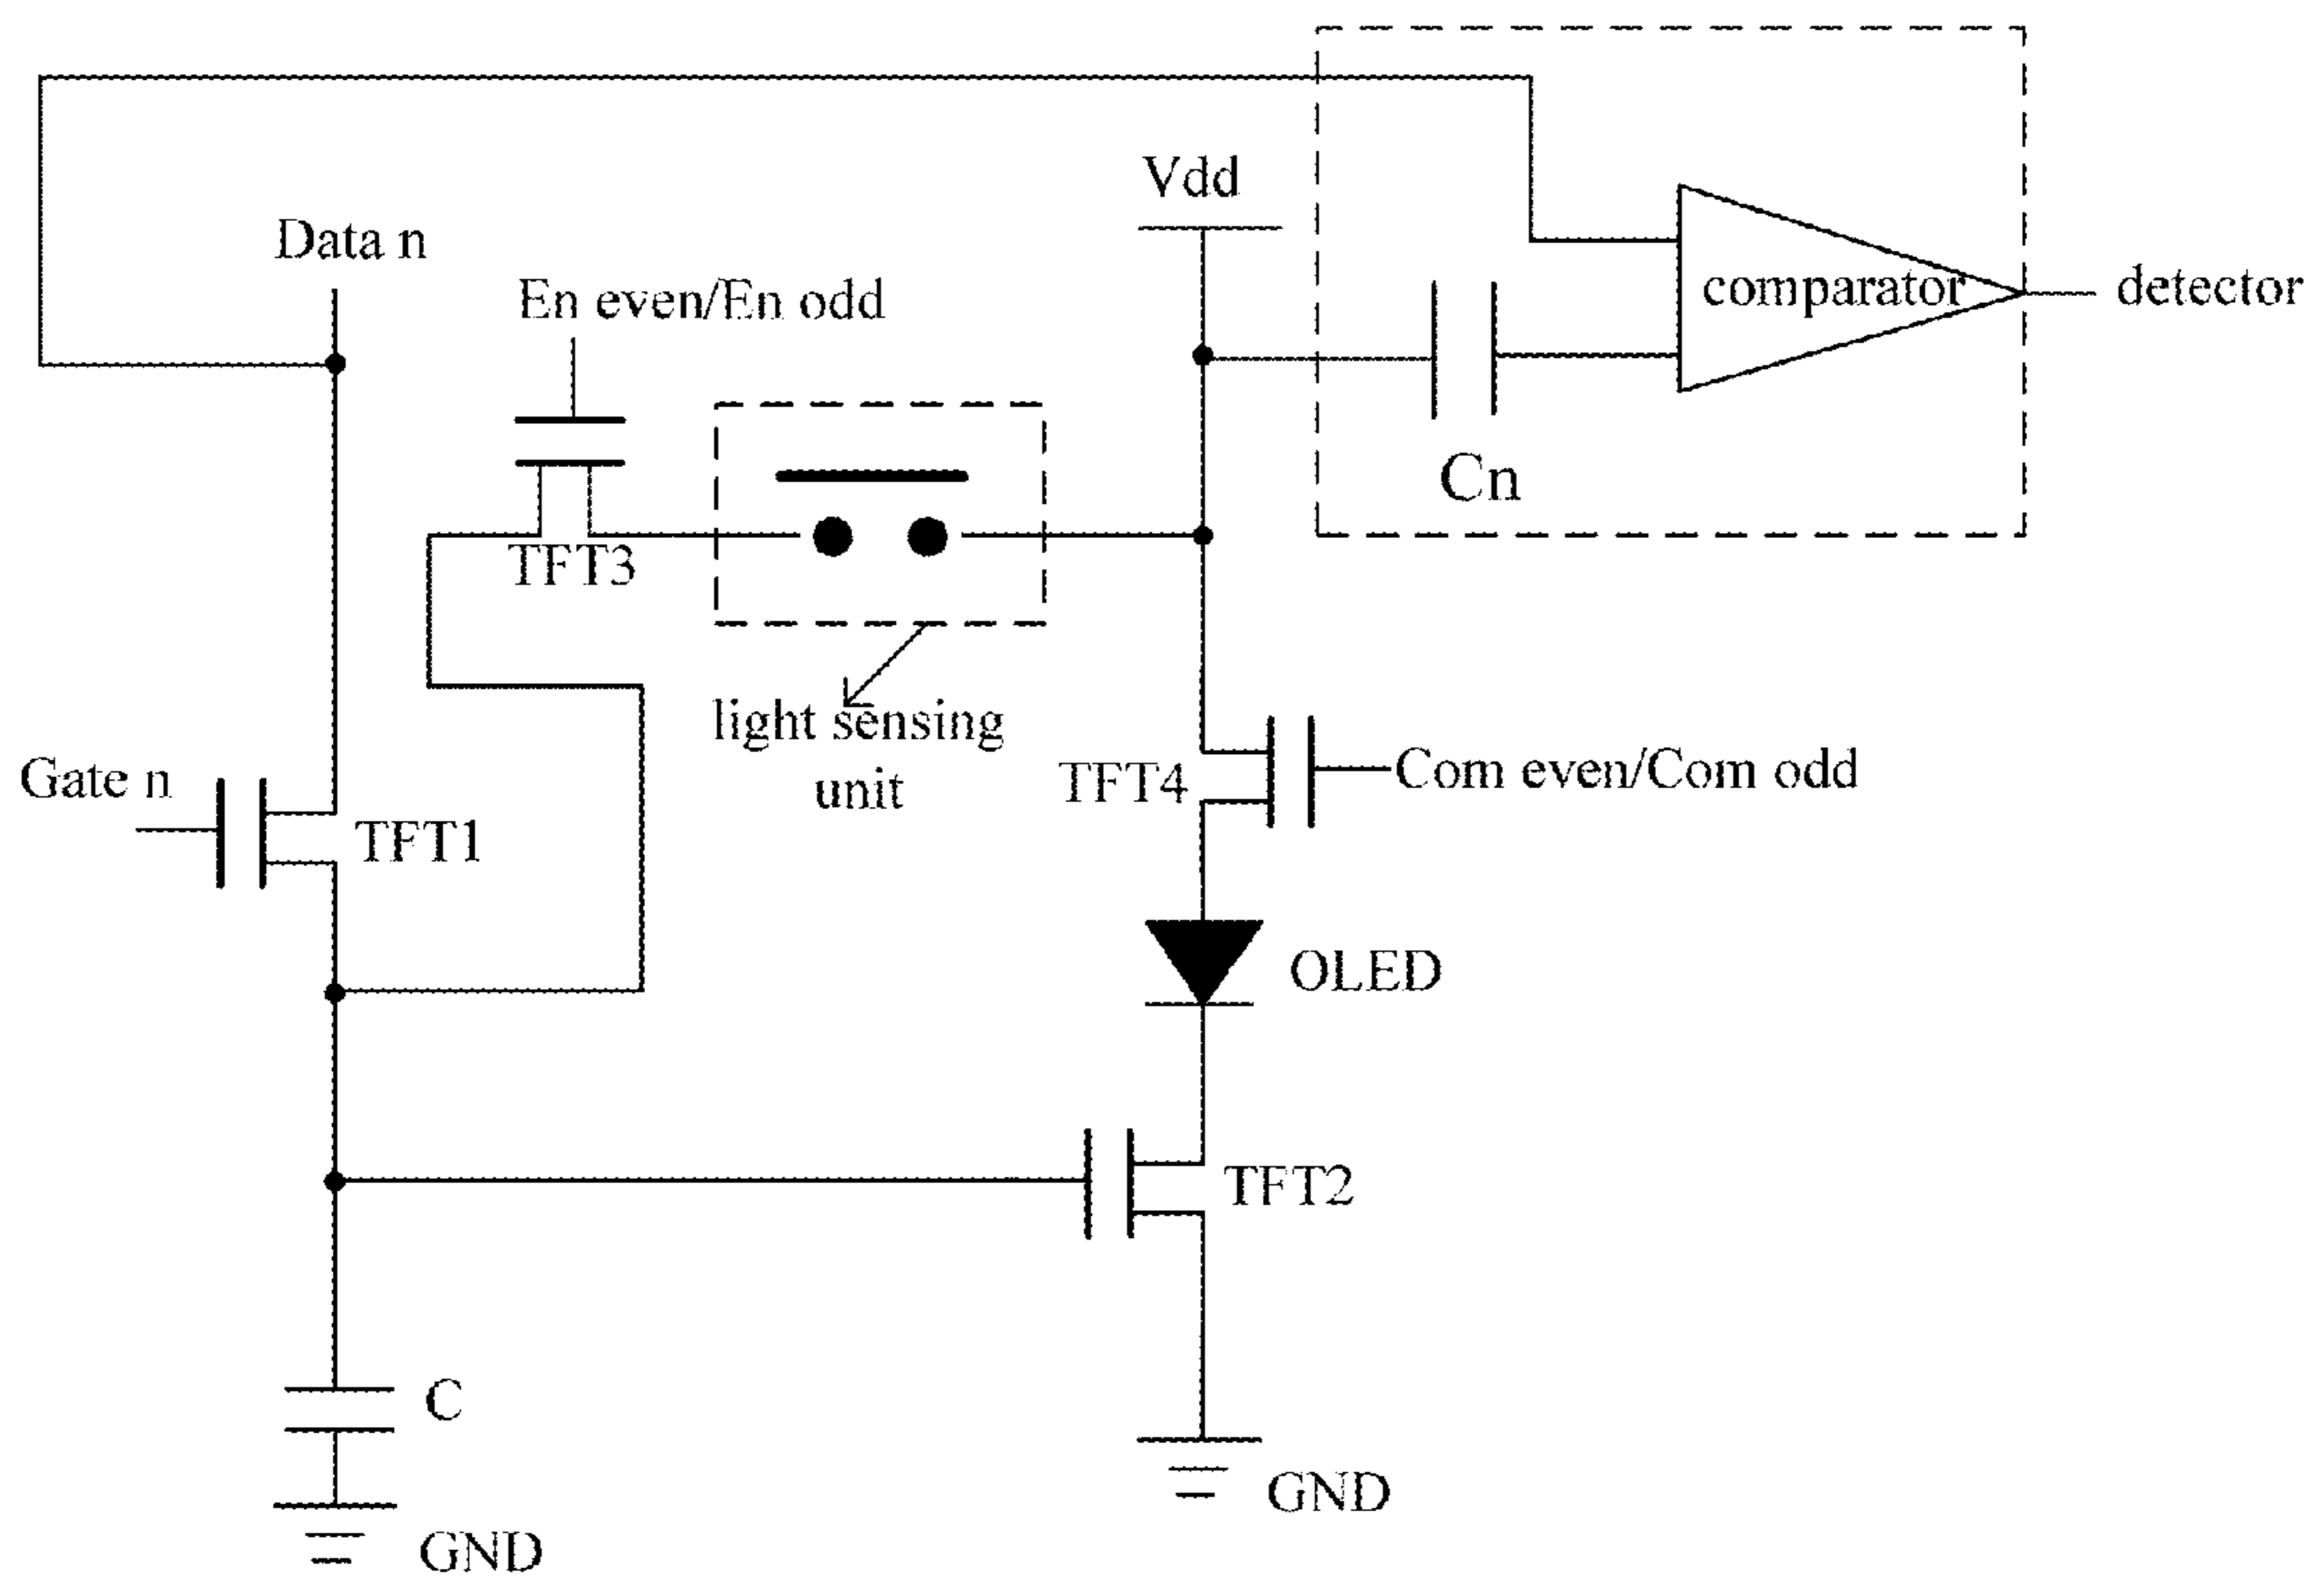 Vdd
Data n
En even/En odd
comparator
detector
Cn
TFT3
light sensing
unit
Gate n
TFT1
TFT4
Com even/Com odd
OLED
TFT2
C
GND
GND